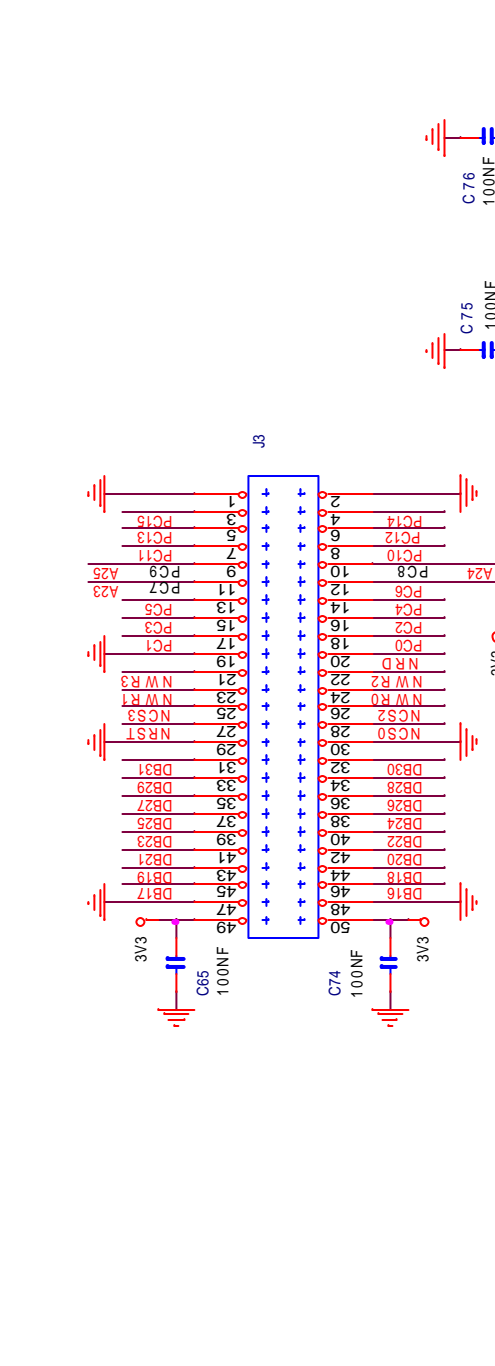 C76
100NF
C75
100NF
J3
1 2
PC15 3 4 PC14
PC13 5 6 PC12
PC11 7 8 PC10
A25 PC9 9 10 PC8 A24
A23 PC7 11 12 PC6
PC5 13 14 PC4
PC3 15 16 PC2
PC1 17 18 PC0
19 20 NRD
NWR3 21 22 NWR2
NWR1 23 24 NWR0
NCS3 25 26 NCS2
NRST 27 28 NCS0
29 30
DB31 31 32 DB30
DB29 33 34 DB28
DB27 35 36 DB26
DB25 37 38 DB24
DB23 39 40 DB22
DB21 41 42 DB20
DB19 43 44 DB18
DB17 45 46 DB16
47 48
49 50
3V3
C65
100NF
C74
100NF
3V3